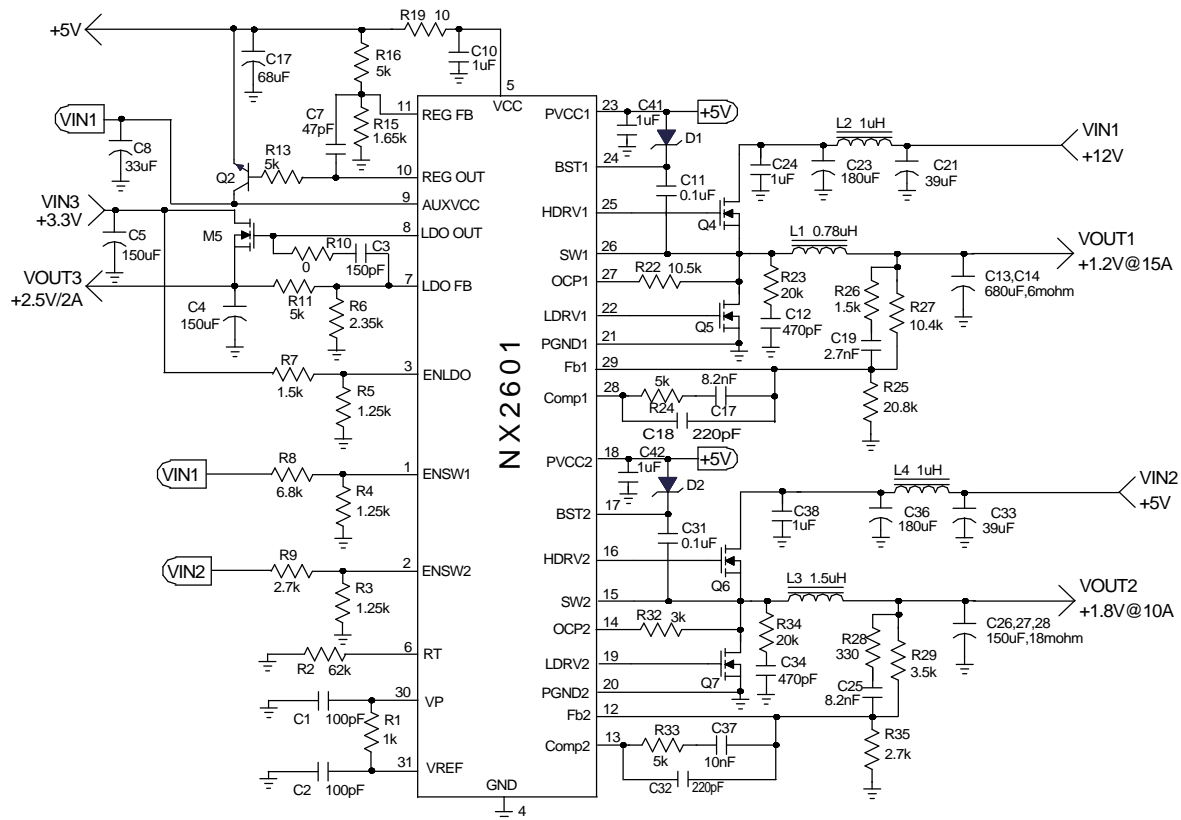 +5V
R19 10
C17
68uF
R16
5k
C10
1uF
5
VCC
VIN1
C8
33uF
C7
47pF
R15
1.65k
11
REG FB
R13
5k
Q2
10
REG OUT
9
AUXVCC
VIN3
+3.3V
C5
150uF
M5
8
LDO OUT
R10
0
C3
150pF
VOUT3
+2.5V/2A
7
LDO FB
R11
5k
C4
150uF
R6
2.35k
R7
1.5k
3
ENLDO
R5
1.25k
VIN1
R8
6.8k
1
ENSW1
R4
1.25k
VIN2
R9
2.7k
2
ENSW2
R3
1.25k
6
RT
R2
62k
30
VP
C1
100pF
R1
1k
31
VREF
C2
100pF
GND
4
NX2601
PVCC1
23
C41
1uF
+5V
D1
BST1
24
C11
0.1uF
L2 1uH
VIN1
+12V
C24
1uF
C23
180uF
C21
39uF
HDRV1
25
Q4
SW1
26
L1 0.78uH
VOUT1
+1.2V@15A
OCP1
27
R22
10.5k
R23
20k
C12
470pF
R26
1.5k
C19
2.7nF
R27
10.4k
C13,C14
680uF,6mohm
LDRV1
22
Q5
PGND1
21
Fb1
29
Comp1
28
5k
R24
8.2nF
C17
C18
220pF
R25
20.8k
PVCC2
18
C42
1uF
+5V
D2
BST2
17
C31
0.1uF
L4 1uH
VIN2
+5V
C38
1uF
C36
180uF
C33
39uF
HDRV2
16
Q6
SW2
15
L3 1.5uH
VOUT2
+1.8V@10A
OCP2
14
R32
3k
R34
20k
C34
470pF
R28
330
C25
8.2nF
R29
3.5k
C26,27,28
150uF,18mohm
LDRV2
19
Q7
PGND2
20
Fb2
12
Comp2
13
R33
5k
C37
10nF
C32
220pF
R35
2.7k